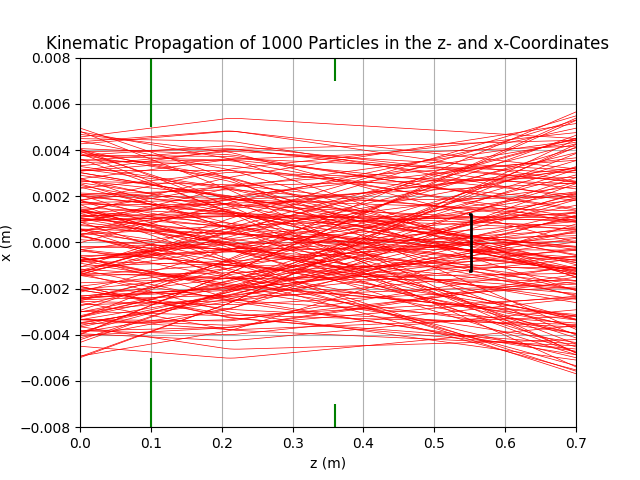 Kinematic Propagation of 1000 Particles in the z- and x-Coordinates
0.008
0.006
0.004
0.002
0.000
−0.002
−0.004
−0.006
−0.008
x (m)
0.0 0.1 0.2 0.3 0.4 0.5 0.6 0.7
z (m)